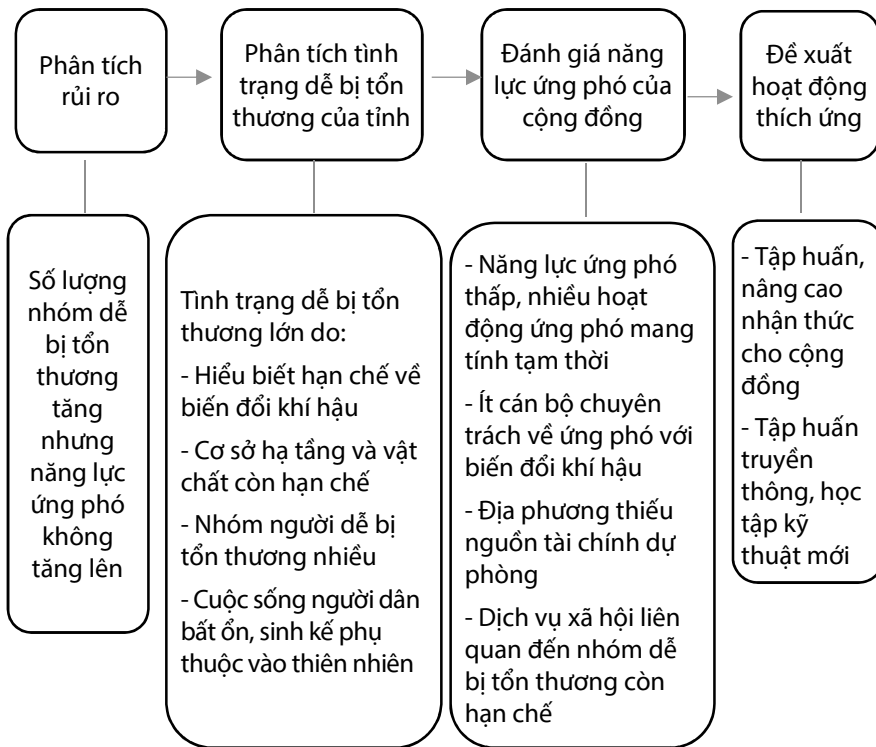 Phân tích
rủi ro
Phân tích tình
trạng dễ bị tổn
thương của tỉnh
Đánh giá năng
lực ứng phó của
cộng đồng
Đề xuất
hoạt động
thích ứng
Số lượng
nhóm dễ
bị tổn
thương
tăng
nhưng
năng lực
ứng phó
không
tăng lên
Tình trạng dễ bị tổn
thương lớn do:
- Hiểu biết hạn chế về
biến đổi khí hậu
- Cơ sở hạ tầng và vật
chất còn hạn chế
- Nhóm người dễ bị
tổn thương nhiều
- Cuộc sống người dân
bất ổn, sinh kế phụ
thuộc vào thiên nhiên
- Năng lực ứng phó
thấp, nhiều hoạt
động ứng phó mang
tính tạm thời
- Ít cán bộ chuyên
trách về ứng phó với
biến đổi khí hậu
- Địa phương thiếu
nguồn tài chính dự
phòng
- Dịch vụ xã hội liên
quan đến nhóm dễ
bị tổn thương còn
hạn chế
- Tập huấn,
nâng cao
nhận thức
cho cộng
đồng
- Tập huấn
truyền
thông, học
tập kỹ
thuật mới